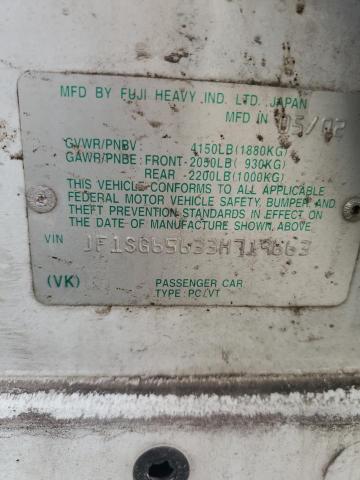 MFD BY FUJI HEAVY IND. LTD. JAPAN
MFD IN 05/02
GVWR/PNBV 4150LB(1880KG)
GAWR/PNBE: FRONT-2050LB( 930KG)
REAR -2200LB(1000KG)
THIS VEHICLE CONFORMS TO ALL APPLICABLE
FEDERAL MOTOR VEHICLE SAFETY, BUMPER, AND
THEFT PREVENTION STANDARDS IN EFFECT ON THE
DATE OF MANUFACTURE SHOWN ABOVE.
VIN
(VK)
PASSENGER CAR
TYPE: PC/VT